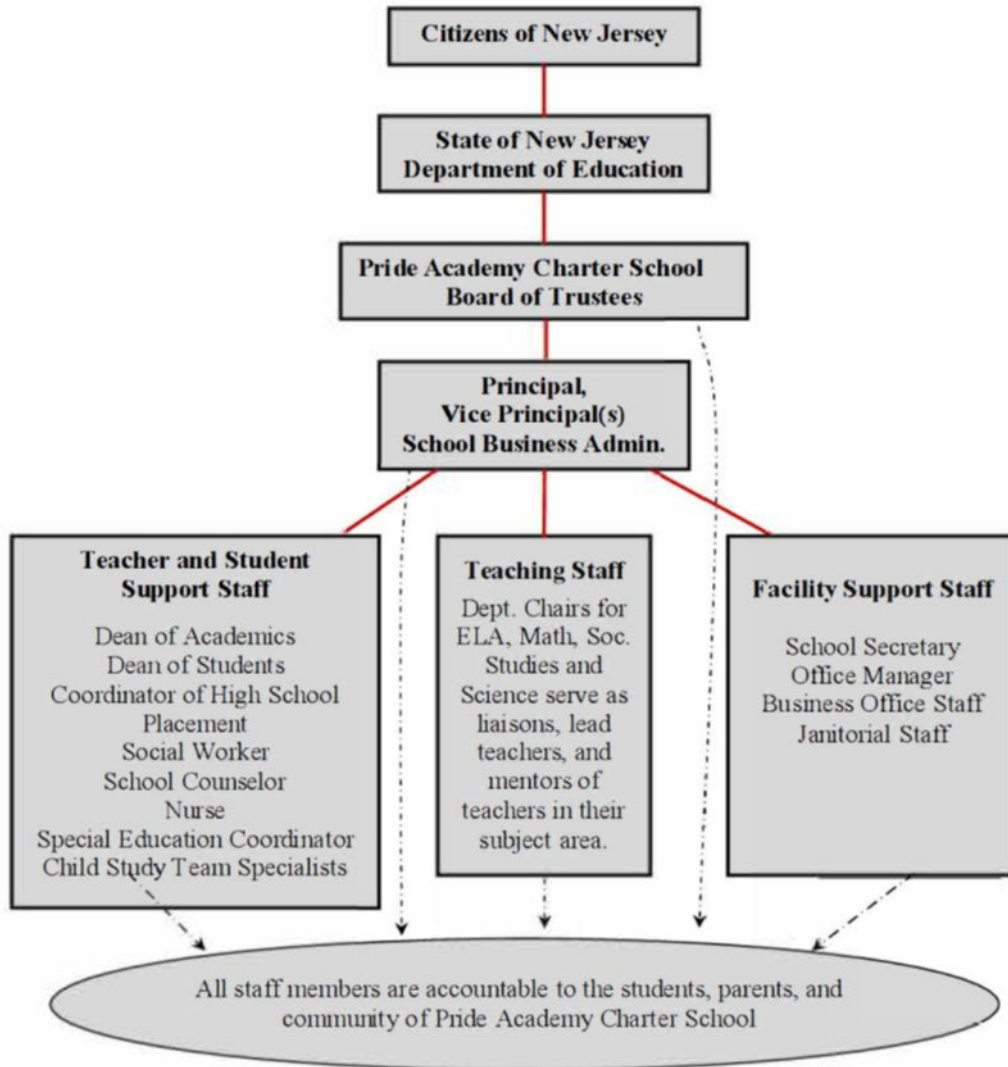 Citizens of New Jersey
State of New Jersey
Department of Education
Pride Academy Charter School
Board of Trustees
Principal,
Vice Principal(s)
School Business Admin.
Teacher and Student
Support Staff
Dean of Academics
Dean of Students
Coordinator of High School
Placement
Social Worker
School Counselor
Nurse
Special Education Coordinator
Child Study Team Specialists
Teaching Staff
Dept. Chairs for
ELA, Math, Soc.
Studies and
Science serve as
liaisons, lead
teachers, and
mentors of
teachers in their
subject area.
Facility Support Staff
School Secretary
Office Manager
Business Office Staff
Janitorial Staff
All staff members are accountable to the students, parents, and
community of Pride Academy Charter School